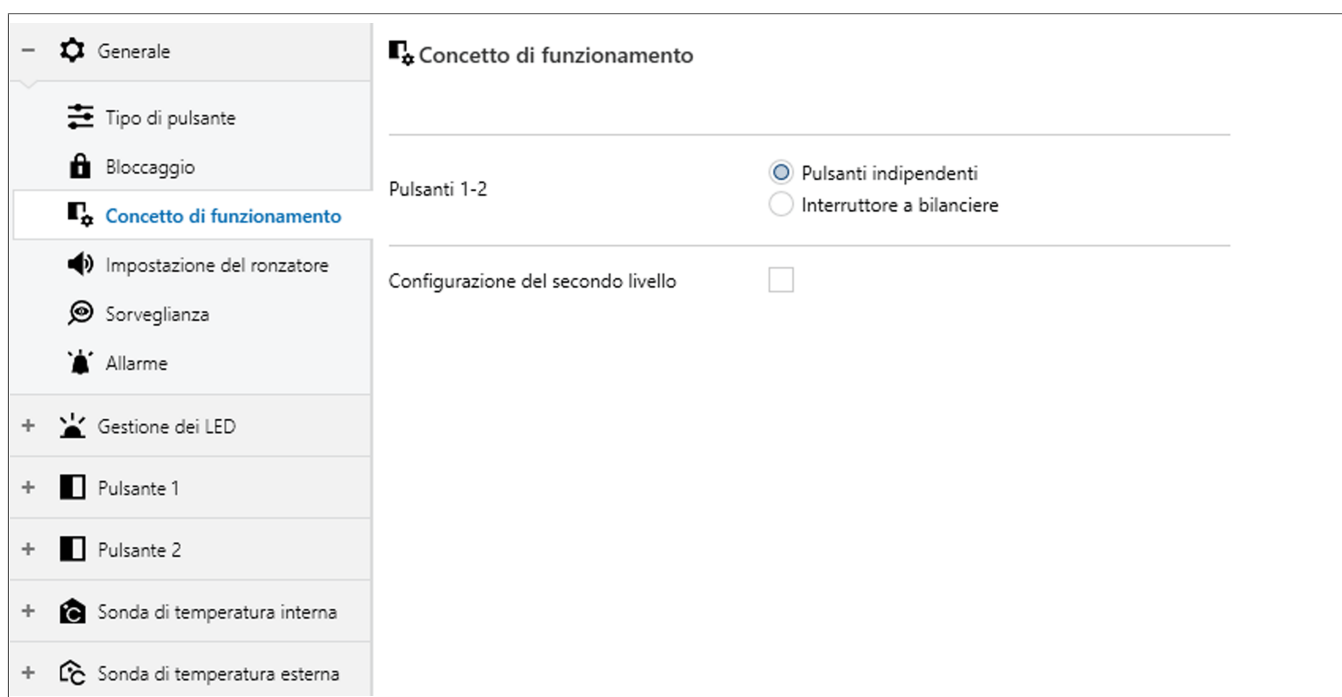 Generale
Tipo di pulsante
Bloccaggio
Concetto di funzionamento
Impostazione del ronzatore
Sorveglianza
Allarme
Gestione dei LED
Pulsante 1
Pulsante 2
Sonda di temperatura interna
Sonda di temperatura esterna
Concetto di funzionamento
Pulsanti 1-2
Pulsanti indipendenti
Interruttore a bilanciere
Configurazione del secondo livello